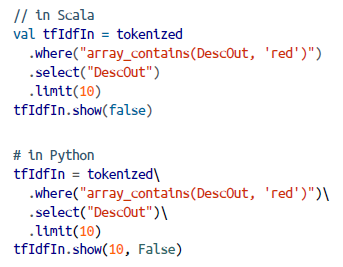 // in Scala
val tfIdfIn = tokenized
  .where("array_contains(DescOut, 'red')")
  .select("DescOut")
  .limit(10)
tfIdfIn.show(false)
# in Python
tfIdfIn = tokenized\
  .where("array_contains(DescOut, 'red')")\
  .select("DescOut")\
  .limit(10)
tfIdfIn.show(10, False)